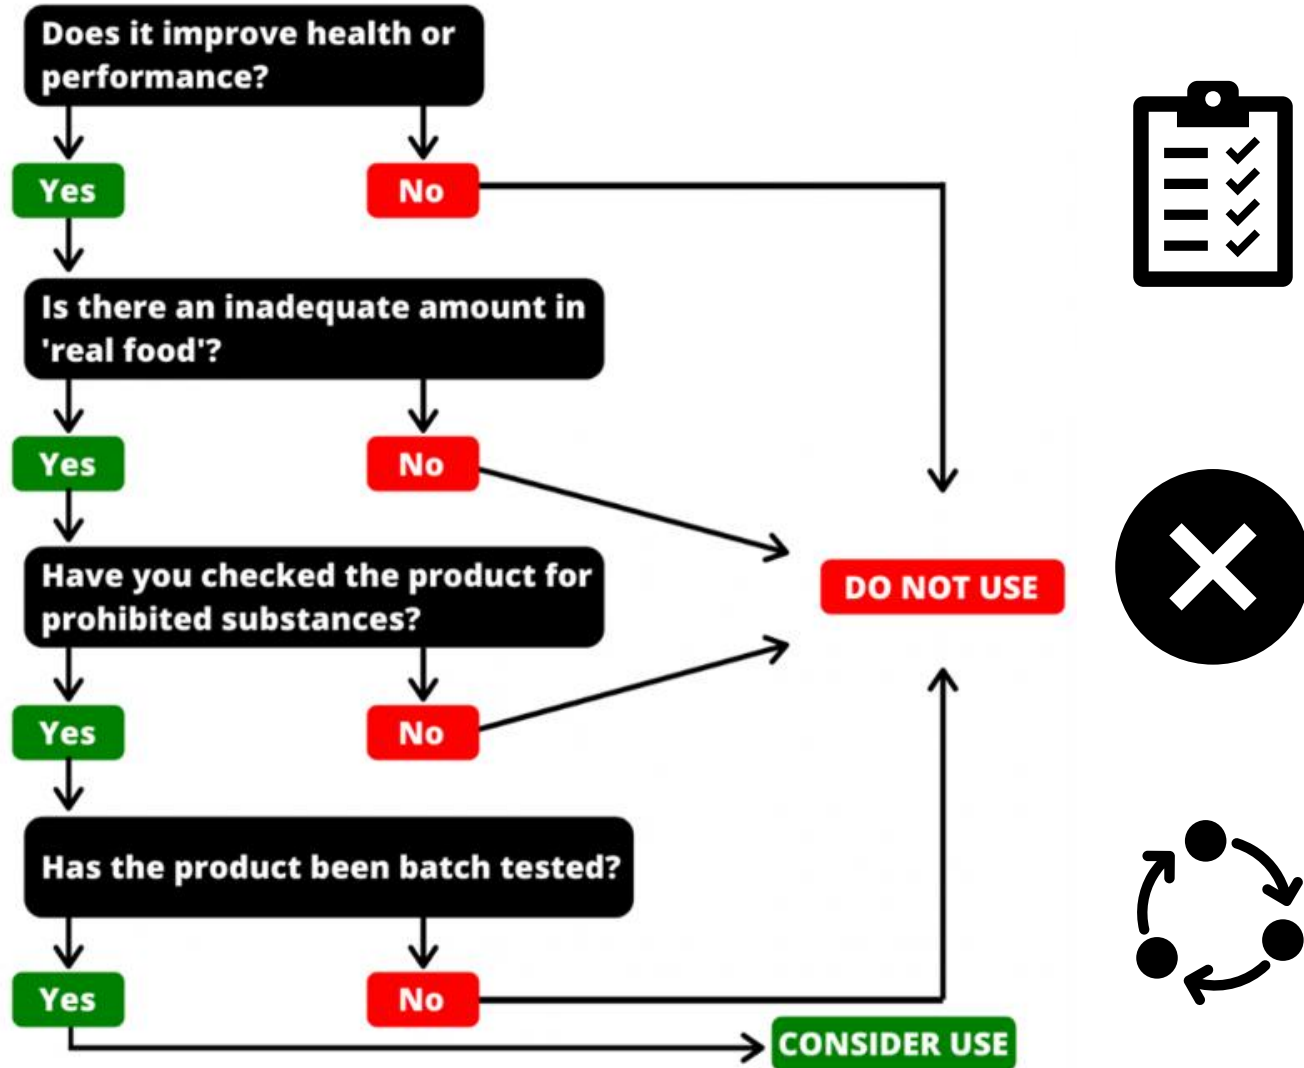 Does it improve health or
performance?
Yes
No
Is there an inadequate amount in
'real food'?
Yes
No
Have you checked the product for
prohibited substances?
DO NOT USE
Yes
No
Has the product been batch tested?
Yes
No
CONSIDER USE